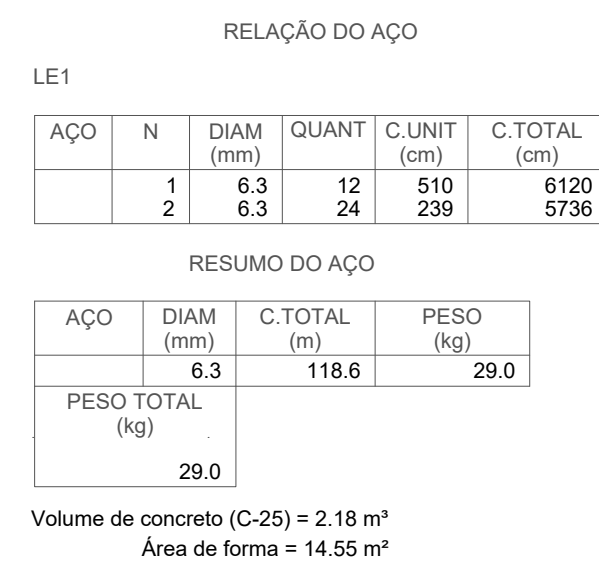 RELAÇÃO DO AÇO
LE1
AÇO N DIAM (mm) QUANT C.UNIT (cm) C.TOTAL (cm)
1 6.3 12 510 6120
2 6.3 24 239 5736
RESUMO DO AÇO
AÇO DIAM (mm) C.TOTAL (m) PESO (kg)
6.3 118.6 29.0
PESO TOTAL
(kg)
29.0
Volume de concreto (C-25) = 2.18 m³
Área de forma = 14.55 m²